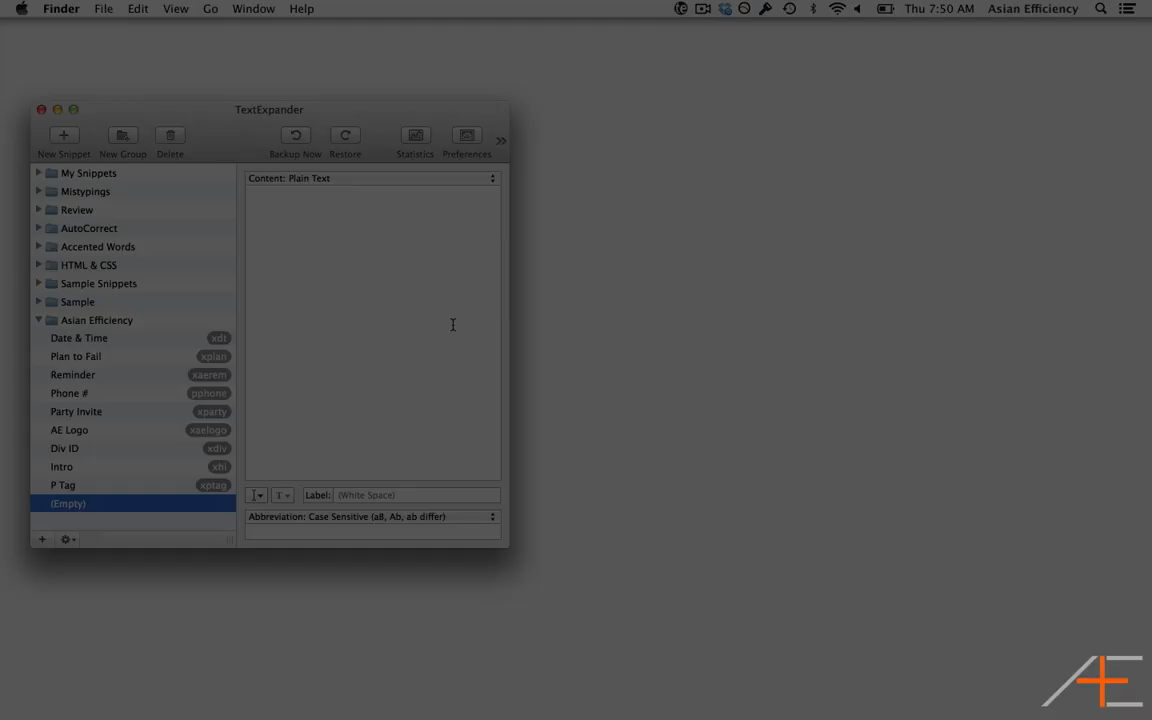 Finder File Edit View Go Window Help Thu 7:50 AM Asian Efficiency
TextExpander
New Snippet New Group Delete Backup Now Restore Statistics Preferences
My Snippets
Mistypings
Review
AutoCorrect
Accented Words
HTML & CSS
Sample Snippets
Sample
Asian Efficiency
Date & Time xdt
Plan to Fail xplan
Reminder xaerem
Phone # pphone
Party Invite xparty
AE Logo xaelogo
Div ID xdiv
Intro xhi
P Tag xptag
(Empty)
Content: Plain Text
Label: (White Space)
Abbreviation: Case Sensitive (aB, Ab, ab differ)
AE